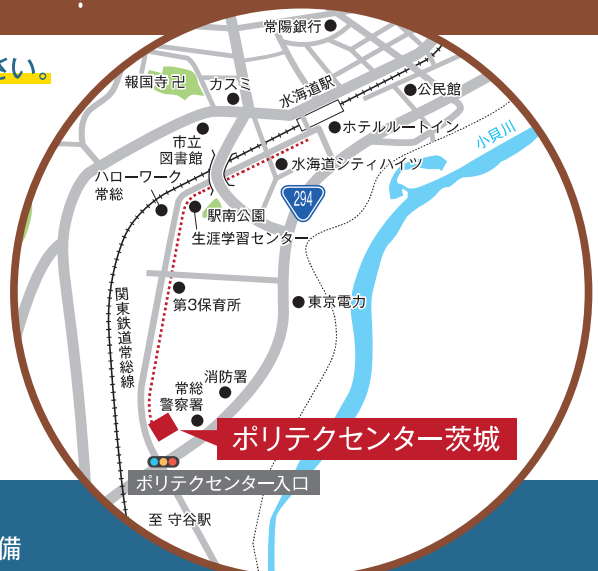 さい。
常陽銀行
報国寺卍
カスミ
水海道駅
公民館
市立
図書館
ホテルルートイン
小貝川
ハローワーク
常総
水海道シティハイツ
294
駅南公園
生涯学習センター
関東鉄道常総線
第3保育所
東京電力
消防署
常総
警察署
ポリテクセンター茨城
ポリテクセンター入口
至 守谷駅
備